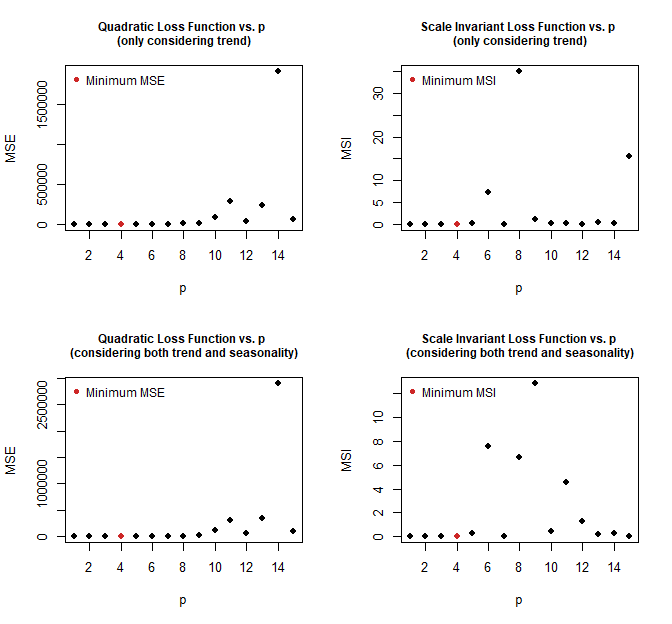 Quadratic Loss Function vs. p
(only considering trend)
MSE
1500000
500000
0
Minimum MSE
2 4 6 8 10 12 14
p
Scale Invariant Loss Function vs. p
(only considering trend)
MSI
30
20
10
5
0
Minimum MSI
2 4 6 8 10 12 14
p
Quadratic Loss Function vs. p
(considering both trend and seasonality)
MSE
2500000
1000000
0
Minimum MSE
2 4 6 8 10 12 14
p
Scale Invariant Loss Function vs. p
(considering both trend and seasonality)
MSI
10
8
6
4
2
0
Minimum MSI
2 4 6 8 10 12 14
p